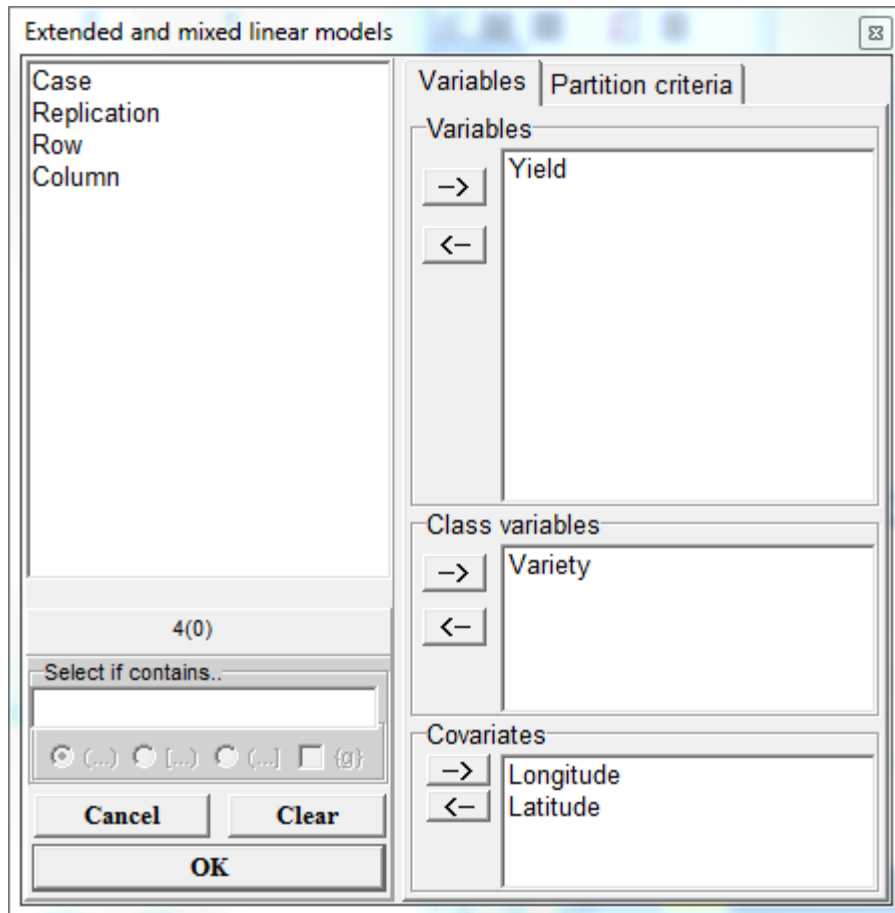 Extended and mixed linear models
Case
Replication
Row
Column
4(0)
Select if contains..
(...) [...) (...] {g}
Cancel Clear
OK
Variables Partition criteria
Variables
-> 
<-
Yield
Class variables
->
<-
Variety
Covariates
->
<-
Longitude
Latitude